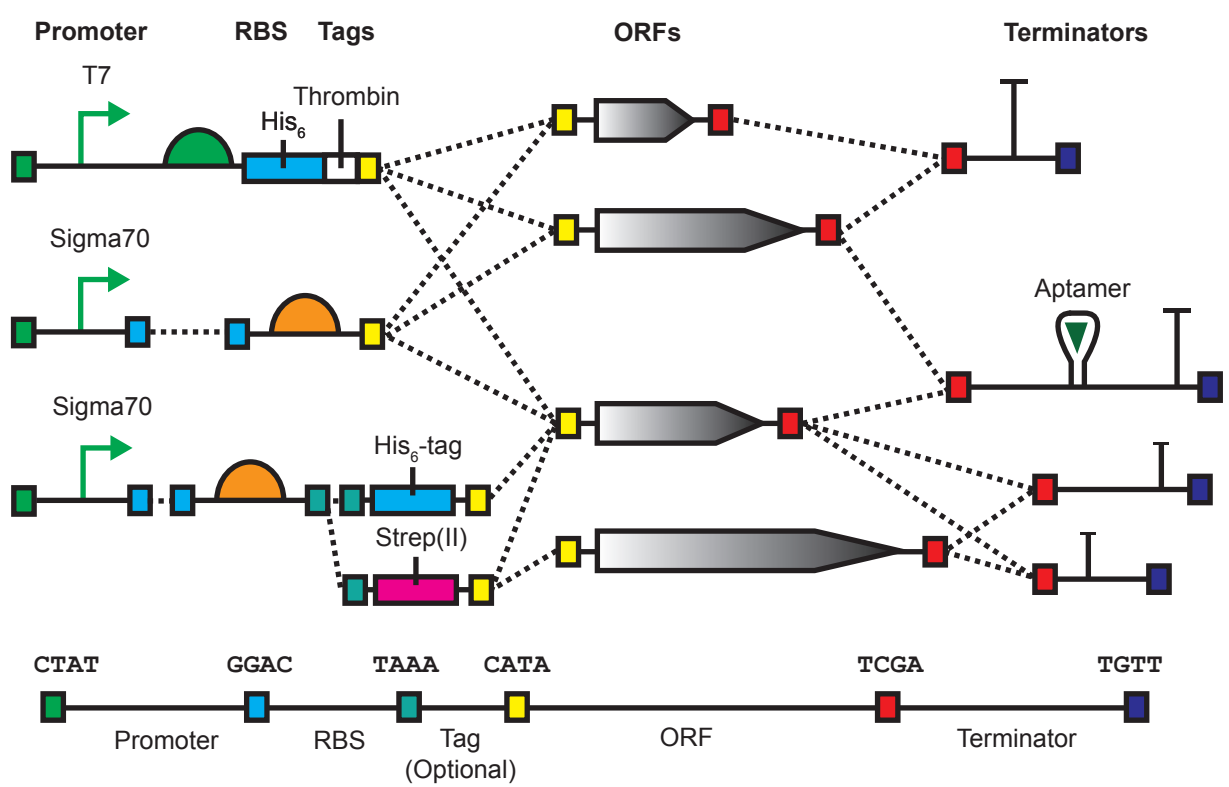 Promoter RBS Tags ORFs Terminators
T7
Thrombin
His6
Sigma70
Aptamer
Sigma70
His6-tag
Strep(II)
CTAT GGAC TAAA CATA TCGA TGTT
Promoter RBS Tag ORF Terminator
(Optional)